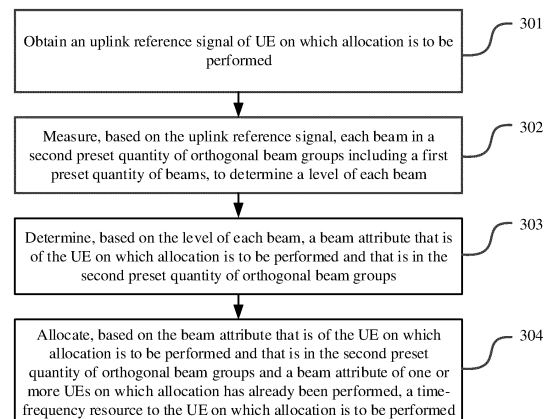 Obtain an uplink reference signal of UE on which allocation is to be
performed
301
Measure, based on the uplink reference signal, each beam in a
second preset quantity of orthogonal beam groups including a first
preset quantity of beams, to determine a level of each beam
302
Determine, based on the level of each beam, a beam attribute that is
of the UE on which allocation is to be performed and that is in the
second preset quantity of orthogonal beam groups
303
Allocate, based on the beam attribute that is of the UE on which
allocation is to be performed and that is in the second preset
quantity of orthogonal beam groups and a beam attribute of one or
more UEs on which allocation has already been performed, a time-
frequency resource to the UE on which allocation is to be performed
304